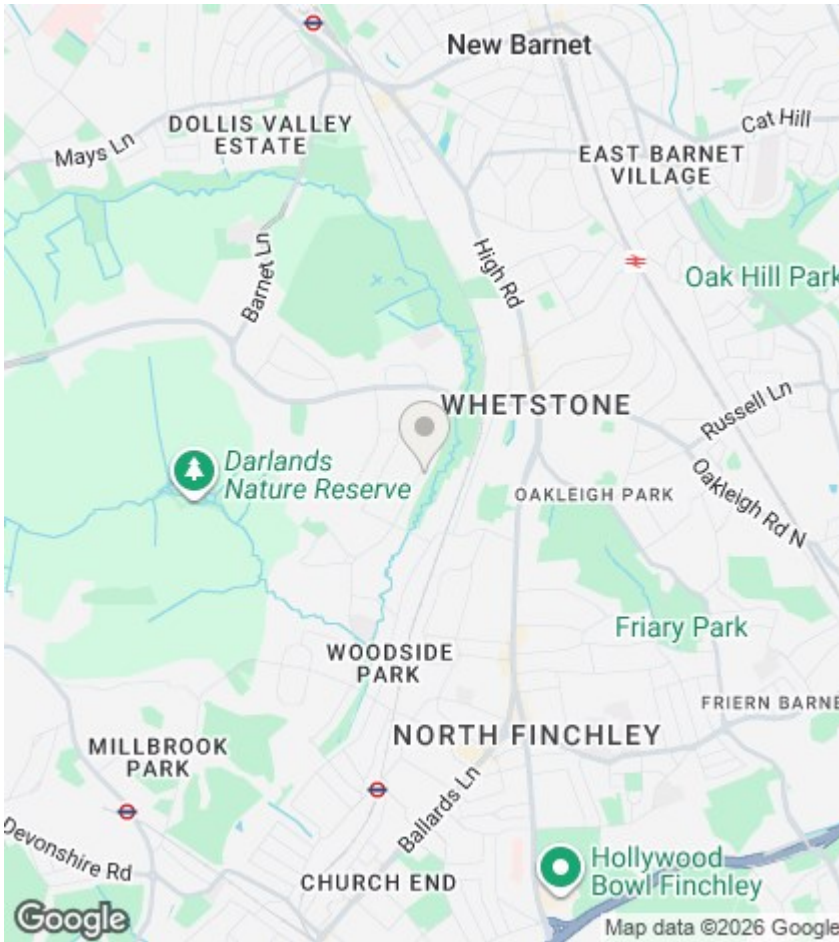 New Barnet
DOLLIS VALLEY
ESTATE
Mays Ln
Cat Hill
EAST BARNET
VILLAGE
Barnet Ln
High Rd
Oak Hill Park
WHETSTONE
Russell Ln
Darlands
Nature Reserve
OAKLEIGH PARK
Oakleigh Rd N
Friary Park
WOODSIDE
PARK
FRIERN BARNE
NORTH FINCHLEY
MILLBROOK
PARK
Ballards Ln
Devonshire Rd
CHURCH END
Hollywood
Bowl Finchley
Google
Map data ©2026 Google